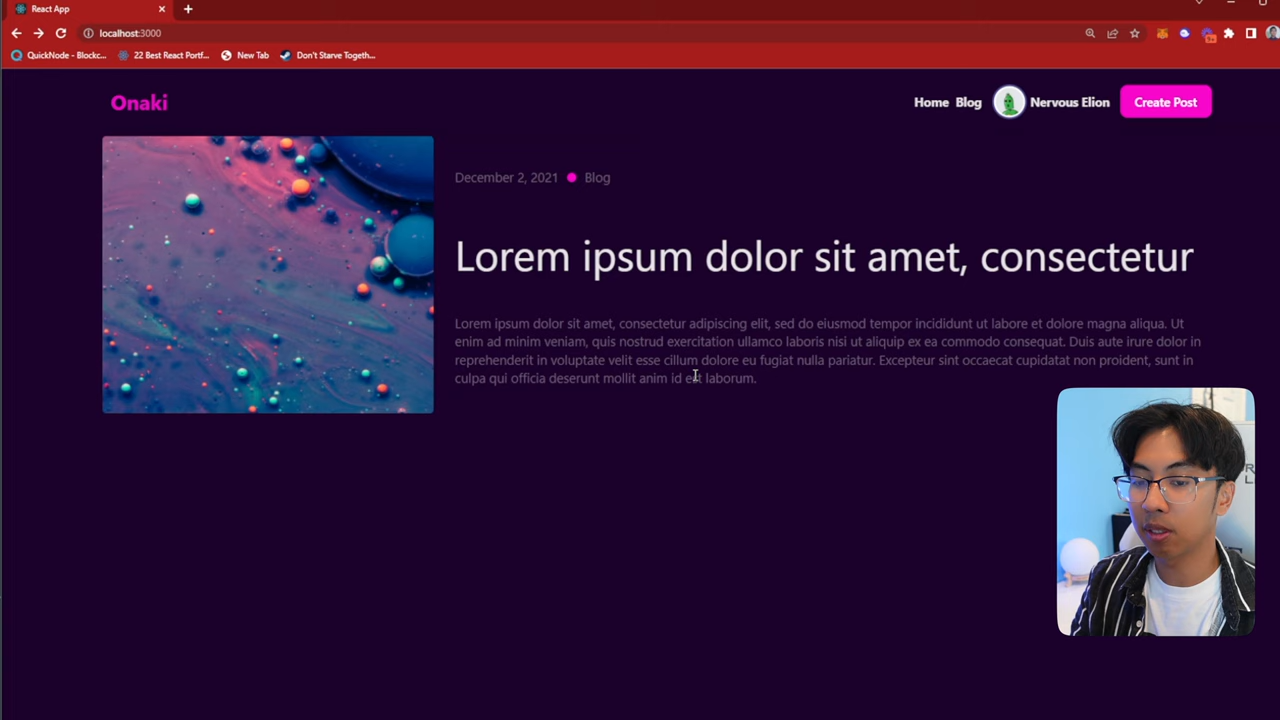 React App
localhost:3000
QuickNode - Blockc...
22 Best React Portf...
New Tab
Don't Starve Togeth...
Onaki
Home
Blog
Nervous Elion
Create Post
December 2, 2021
Blog
Lorem ipsum dolor sit amet, consectetur
Lorem ipsum dolor sit amet, consectetur adipiscing elit, sed do eiusmod tempor incididunt ut labore et dolore magna aliqua. Ut
enim ad minim veniam, quis nostrud exercitation ullamco laboris nisi ut aliquip ex ea commodo consequat. Duis aute irure dolor in
reprehenderit in voluptate velit esse cillum dolore eu fugiat nulla pariatur. Excepteur sint occaecat cupidatat non proident, sunt in
culpa qui officia deserunt mollit anim id est laborum.